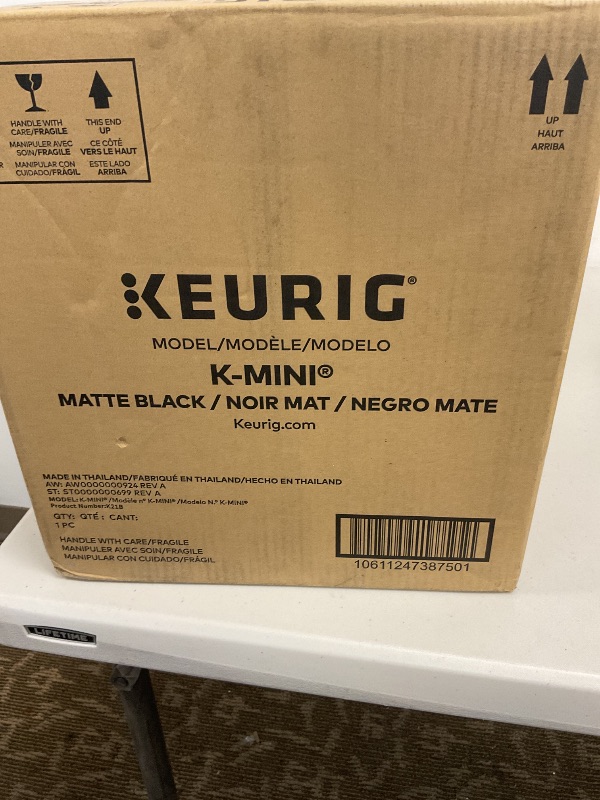 HANDLE WITH
CARE/FRAGILE
MANIPULER AVEC
SOIN/FRAGILE
MANIPULAR CON
CUIDADO/FRÁGIL
THIS END
UP
CE CÔTÉ
VERS LE HAUT
ESTE LADO
ARRIBA
UP
HAUT
ARRIBA
KEURIG®
MODEL/MODÈLE/MODELO
K-MINI®
MATTE BLACK / NOIR MAT / NEGRO MATE
Keurig.com
MADE IN THAILAND/FABRIQUÉ EN THAILAND/HECHO EN THAILAND
AW: AW0000000924 REV A
ST: ST0000000699 REV A
MODEL: K-MINI® /Modèle n° K-MINI® /Modelo N.° K-MINI®
Product Number:K21B
QTY: QTÉ : CANT:
1 PC
HANDLE WITH CARE/FRAGILE
MANIPULER AVEC SOIN/FRAGILE
MANIPULAR CON CUIDADO/FRÁGIL
10611247387501
LIFETIME